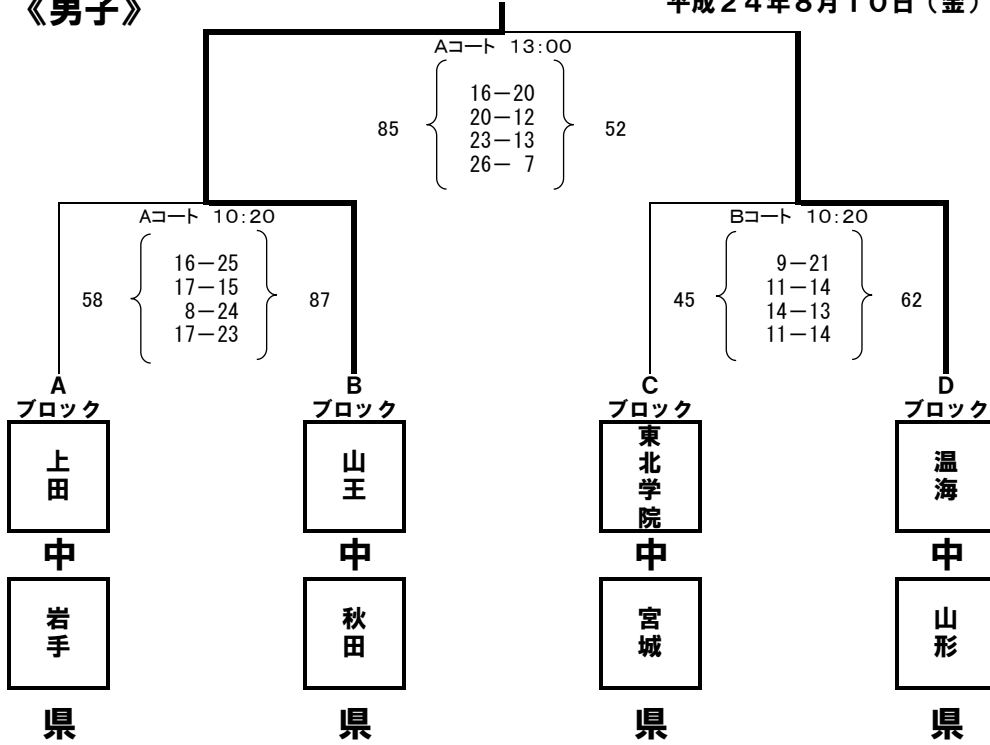 《男子》
平成24年8月10日(金)
Aコート 13:00
85
16-20
20-12
23-13
26- 7
52
Aコート 10:20
58
16-25
17-15
8-24
17-23
87
Bコート 10:20
45
9-21
11-14
14-13
11-14
62
A
ブロック
上田
中
岩手
県
B
ブロック
山王
中
秋田
県
C
ブロック
東北学院
中
宮城
県
D
ブロック
温海
中
山形
県